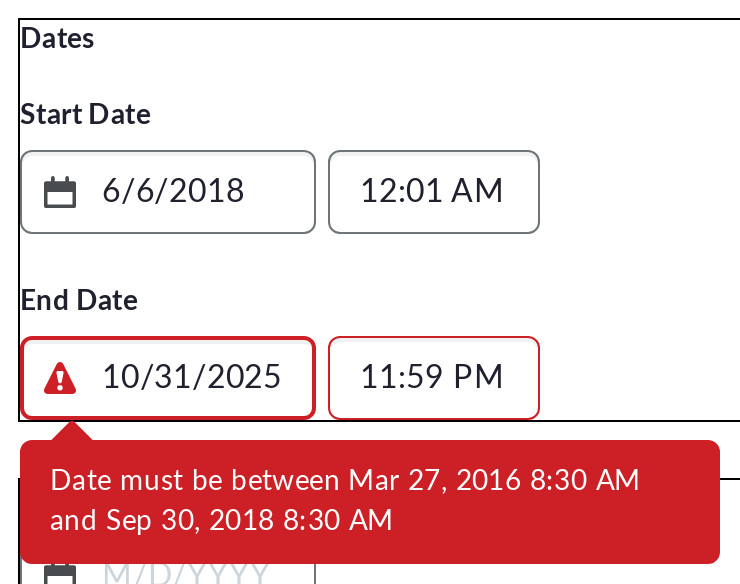 Dates
Start Date
6/6/2018 12:01 AM
End Date
10/31/2025 11:59 PM
Date must be between Mar 27, 2016 8:30 AM
and Sep 30, 2018 8:30 AM
M/D/YYYY